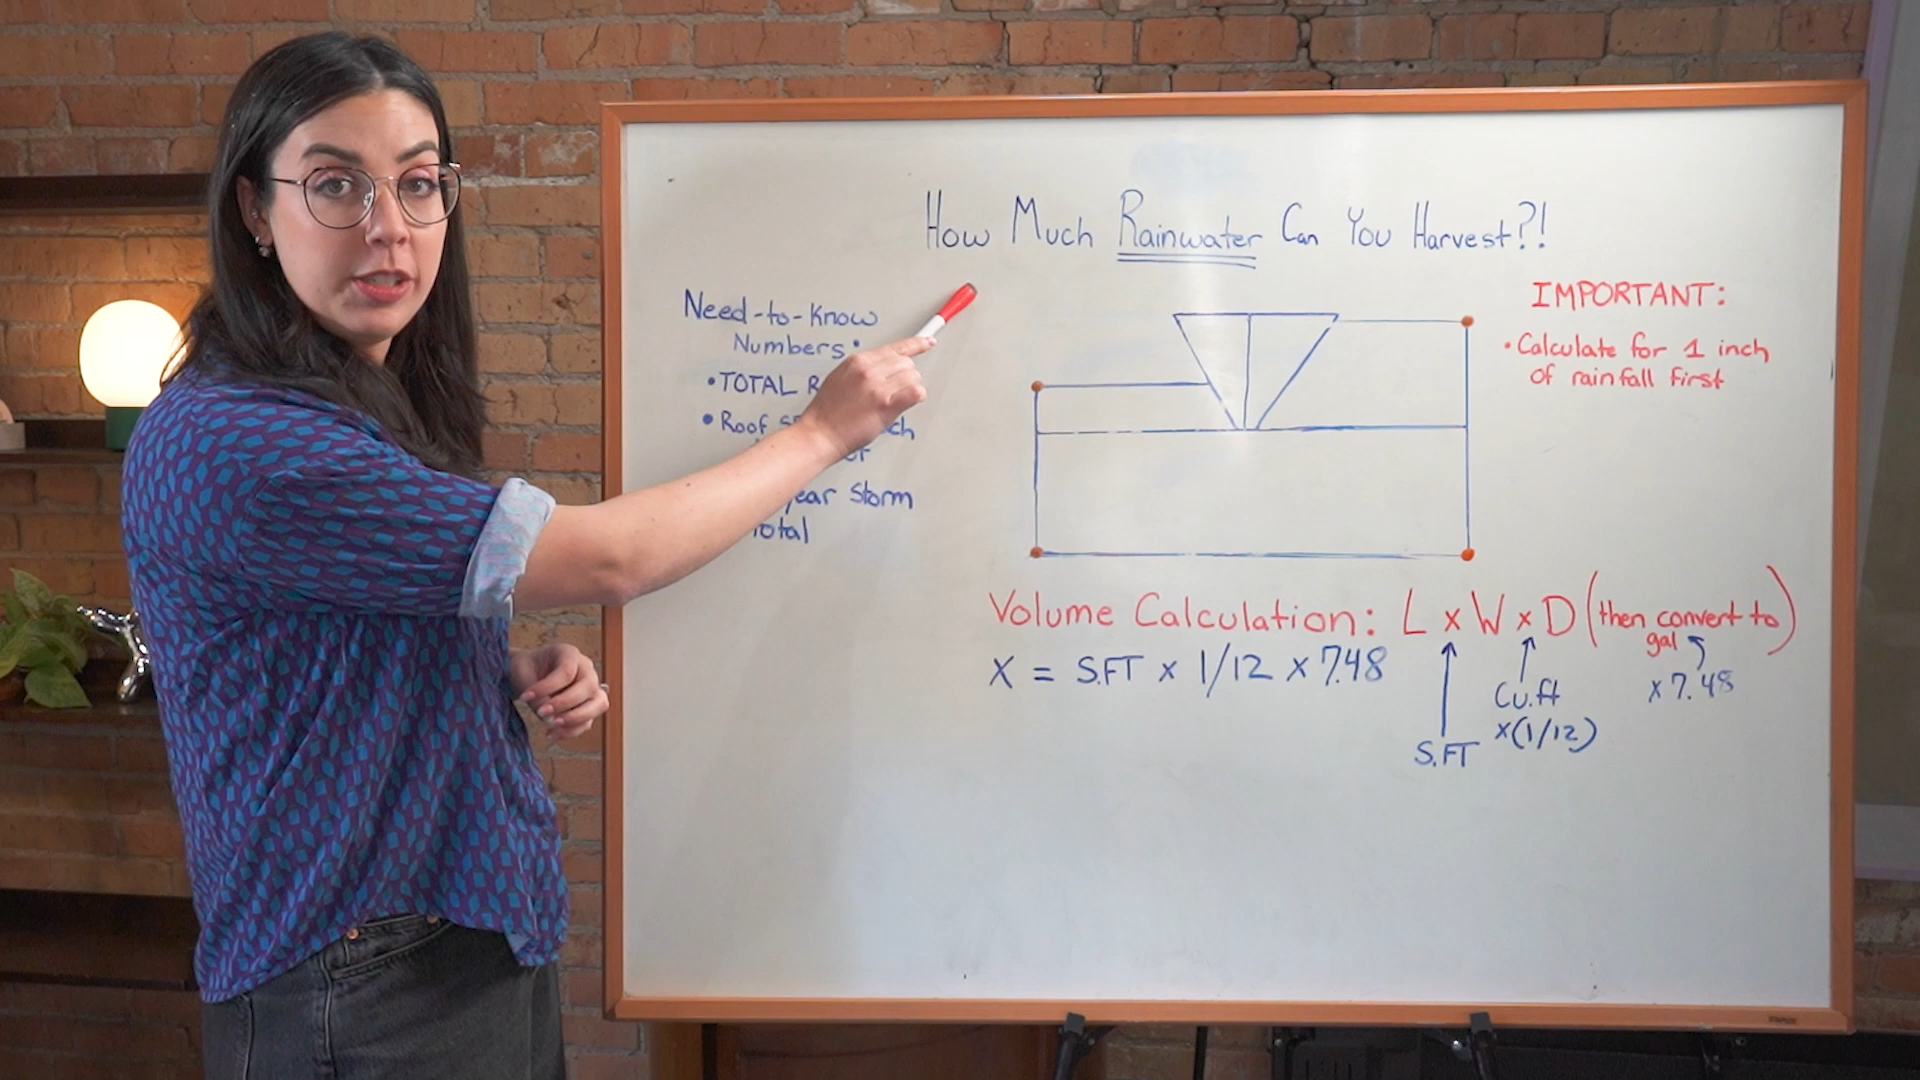 How Much Rainwater Can You Harvest?!
Need-to-Know
Numbers:
• TOTAL
• Roof
year Storm
Total
IMPORTANT:
• Calculate for 1 inch
of rainfall first
Volume Calculation: L x W x D (then convert to
gal)
X = S.FT x 1/12 x 7.48
S.FT
Cu.ft
x(1/12)
x 7.48